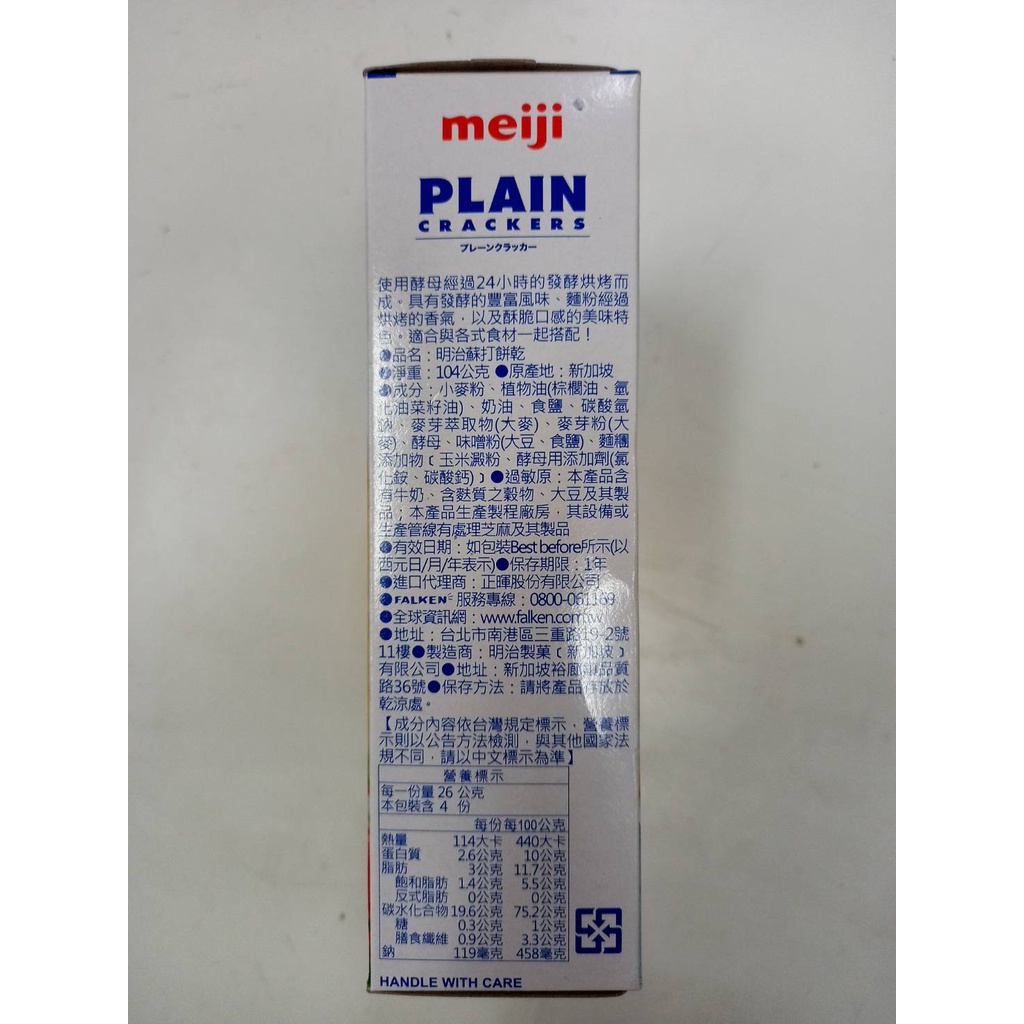 meiji
PLAIN
CRACKERS
プレーンクラッカー
使用酵母經過24小時的發酵烘烤而
成。具有發酵的豐富風味、麵粉經過
烘烤的香氣，以及酥脆口感的美味特
色。適合與各式食材一起搭配！
●品名：明治蘇打餅乾
●淨重：104公克 ●原產地：新加坡
●成分：小麥粉、植物油(棕櫚油、氫
化油菜籽油)、奶油、食鹽、碳酸氫
鈉、麥芽萃取物(大麥)、麥芽粉(大
麥)、酵母、味噌粉(大豆、食鹽)、麵糰
添加物〔玉米澱粉、酵母用添加劑(氯
化銨、碳酸鈣)〕●過敏原：本產品含
有牛奶、含麩質之穀物、大豆及其製
品；本產品生產製程廠房，其設備或
生產管線有處理芝麻及其製品
●有效日期：如包裝Best before所示(以
西元日/月/年表示)●保存期限：1年
●進口代理商：正暉股份有限公司
●FALKEN 服務專線：0800-061169
●全球資訊網：www.falken.com.tw
●地址：台北市南港區三重路19-2號
11樓●製造商：明治製菓〔新加坡〕
有限公司●地址：新加坡裕廊單品質
路36號●保存方法：請將產品存放於
乾涼處。
【成分內容依台灣規定標示，營養標
示則以公告方法檢測，與其他國家法
規不同，請以中文標示為準】
營養標示
每一份量 26 公克
本包裝含 4 份
每份 每100公克
熱量 114大卡 440大卡
蛋白質 2.6公克 10公克
脂肪 3公克 11.7公克
飽和脂肪 1.4公克 5.5公克
反式脂肪 0公克 0公克
碳水化合物 19.6公克 75.2公克
糖 0.3公克 1公克
膳食纖維 0.9公克 3.3公克
鈉 119毫克 458毫克
HANDLE WITH CARE